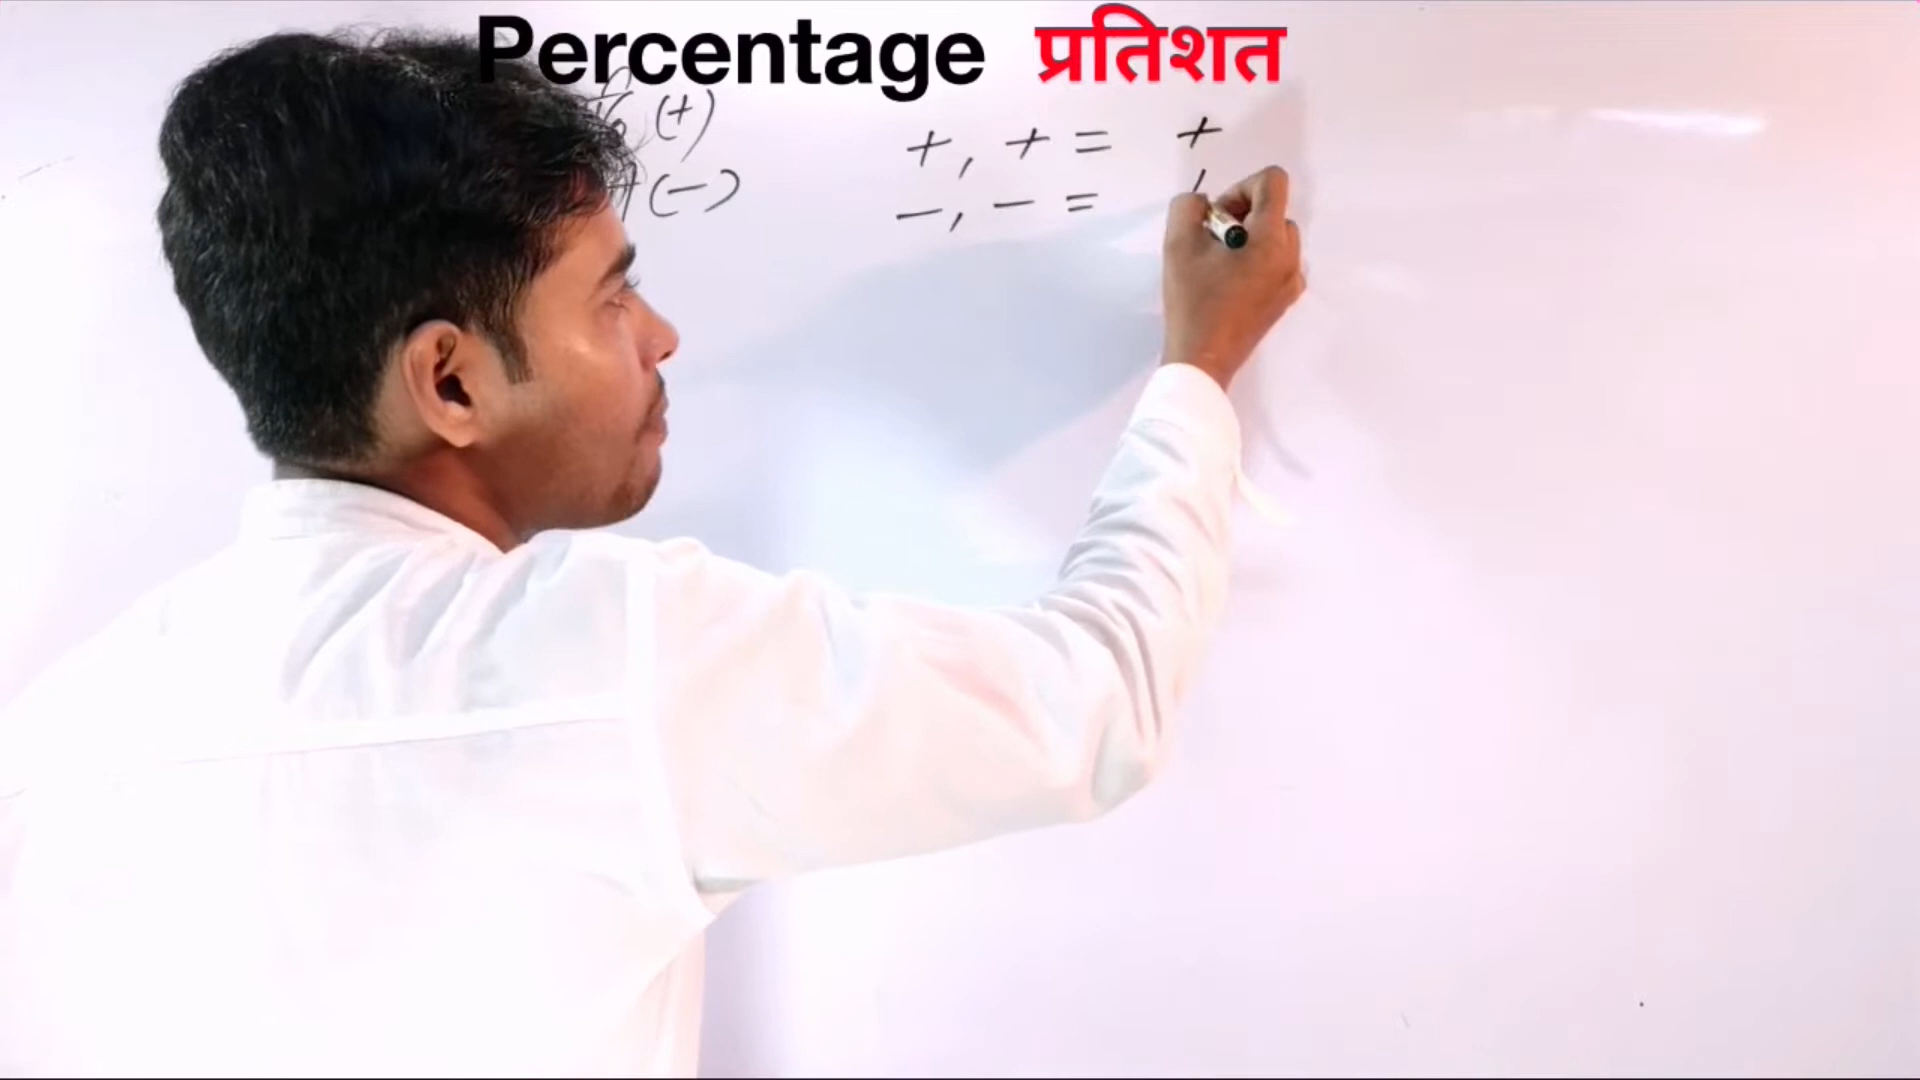 Percentage प्रतिशत
(+) +, + = +
(-) -, - =